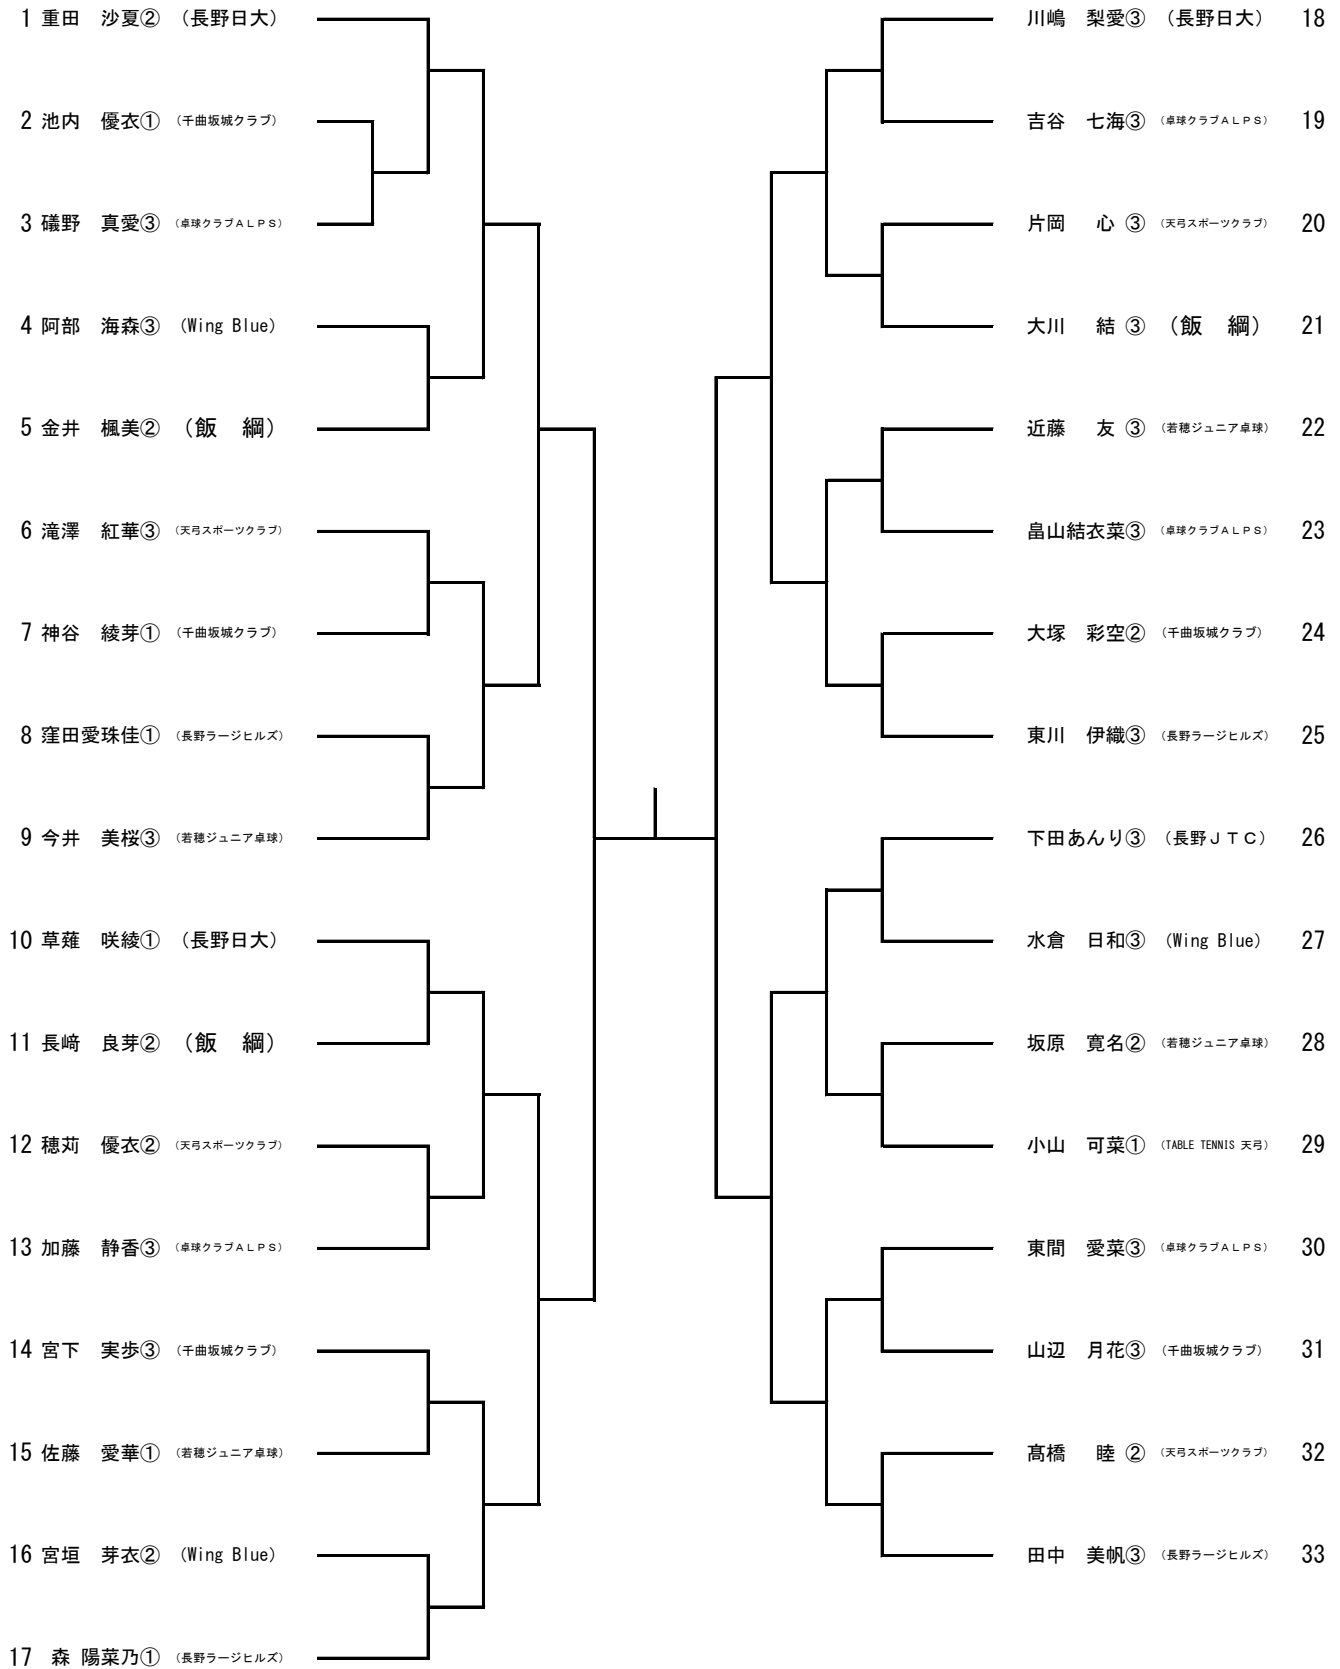 1 重田　沙夏② （長野日大）
2 池内　優衣① （千曲坂城クラブ）
3 礒野　真愛③ （卓球クラブＡＬＰＳ）
4 阿部　海森③ （Wing Blue）
5 金井　楓美② （飯　綱）
6 滝澤　紅華③ （天弓スポーツクラブ）
7 神谷　綾芽① （千曲坂城クラブ）
8 窪田愛珠佳① （長野ラージヒルズ）
9 今井　美桜③ （若穂ジュニア卓球）
10 草薙　咲綾① （長野日大）
11 長﨑　良芽② （飯　綱）
12 穂苅　優衣② （天弓スポーツクラブ）
13 加藤　静香③ （卓球クラブＡＬＰＳ）
14 宮下　実歩③ （千曲坂城クラブ）
15 佐藤　愛華① （若穂ジュニア卓球）
16 宮垣　芽衣② （Wing Blue）
17 森 陽菜乃① （長野ラージヒルズ）
川嶋　梨愛③ （長野日大） 18
吉谷　七海③ （卓球クラブＡＬＰＳ） 19
片岡　心 ③ （天弓スポーツクラブ） 20
大川　結 ③ （飯　綱） 21
近藤　友 ③ （若穂ジュニア卓球） 22
畠山結衣菜③ （卓球クラブＡＬＰＳ） 23
大塚　彩空② （千曲坂城クラブ） 24
東川　伊織③ （長野ラージヒルズ） 25
下田あんり③ （長野ＪＴＣ） 26
水倉　日和③ （Wing Blue） 27
坂原　寛名② （若穂ジュニア卓球） 28
小山　可菜① （TABLE TENNIS 天弓） 29
東間　愛菜③ （卓球クラブＡＬＰＳ） 30
山辺　月花③ （千曲坂城クラブ） 31
髙橋　睦 ② （天弓スポーツクラブ） 32
田中　美帆③ （長野ラージヒルズ） 33